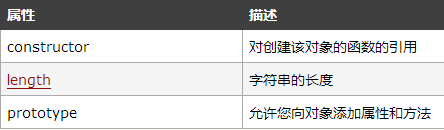 属性 描述
constructor 对创建该对象的函数的引用
length 字符串的长度
prototype 允许您向对象添加属性和方法